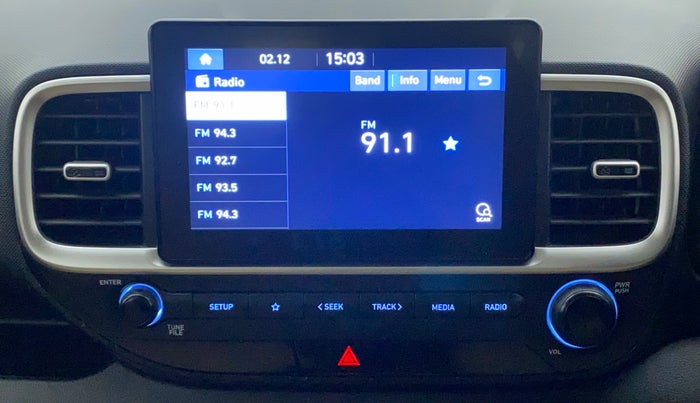 02.12 15:03
Radio Band Info Menu
FM 91.1
FM 94.3
FM 92.7
FM 93.5
FM 94.3
FM
91.1
SCAN
ENTER
TUNE
FILE
SETUP
< SEEK
TRACK >
MEDIA
RADIO
PWR
PUSH
VOL